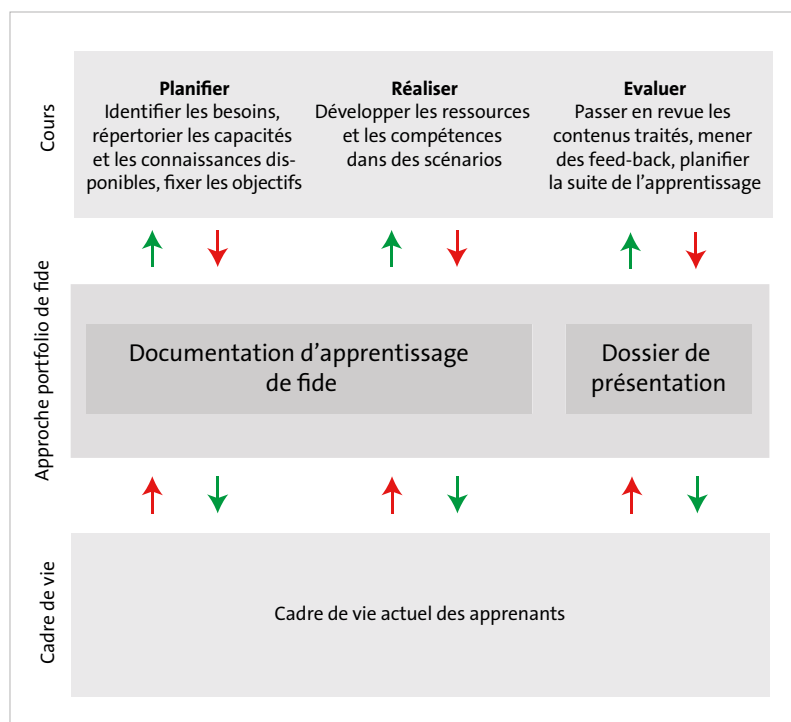 Cours
Planifier
Identifier les besoins,
répertorier les capacités
et les connaissances dis-
ponibles, fixer les objectifs
Réaliser
Développer les ressources
et les compétences
dans des scénarios
Evaluer
Passer en revue les
contenus traités, mener
des feed-back, planifier
la suite de l’apprentissage
Approche portfolio de fide
Documentation d’apprentissage
de fide
Dossier de
présentation
Cadre de vie
Cadre de vie actuel des apprenants